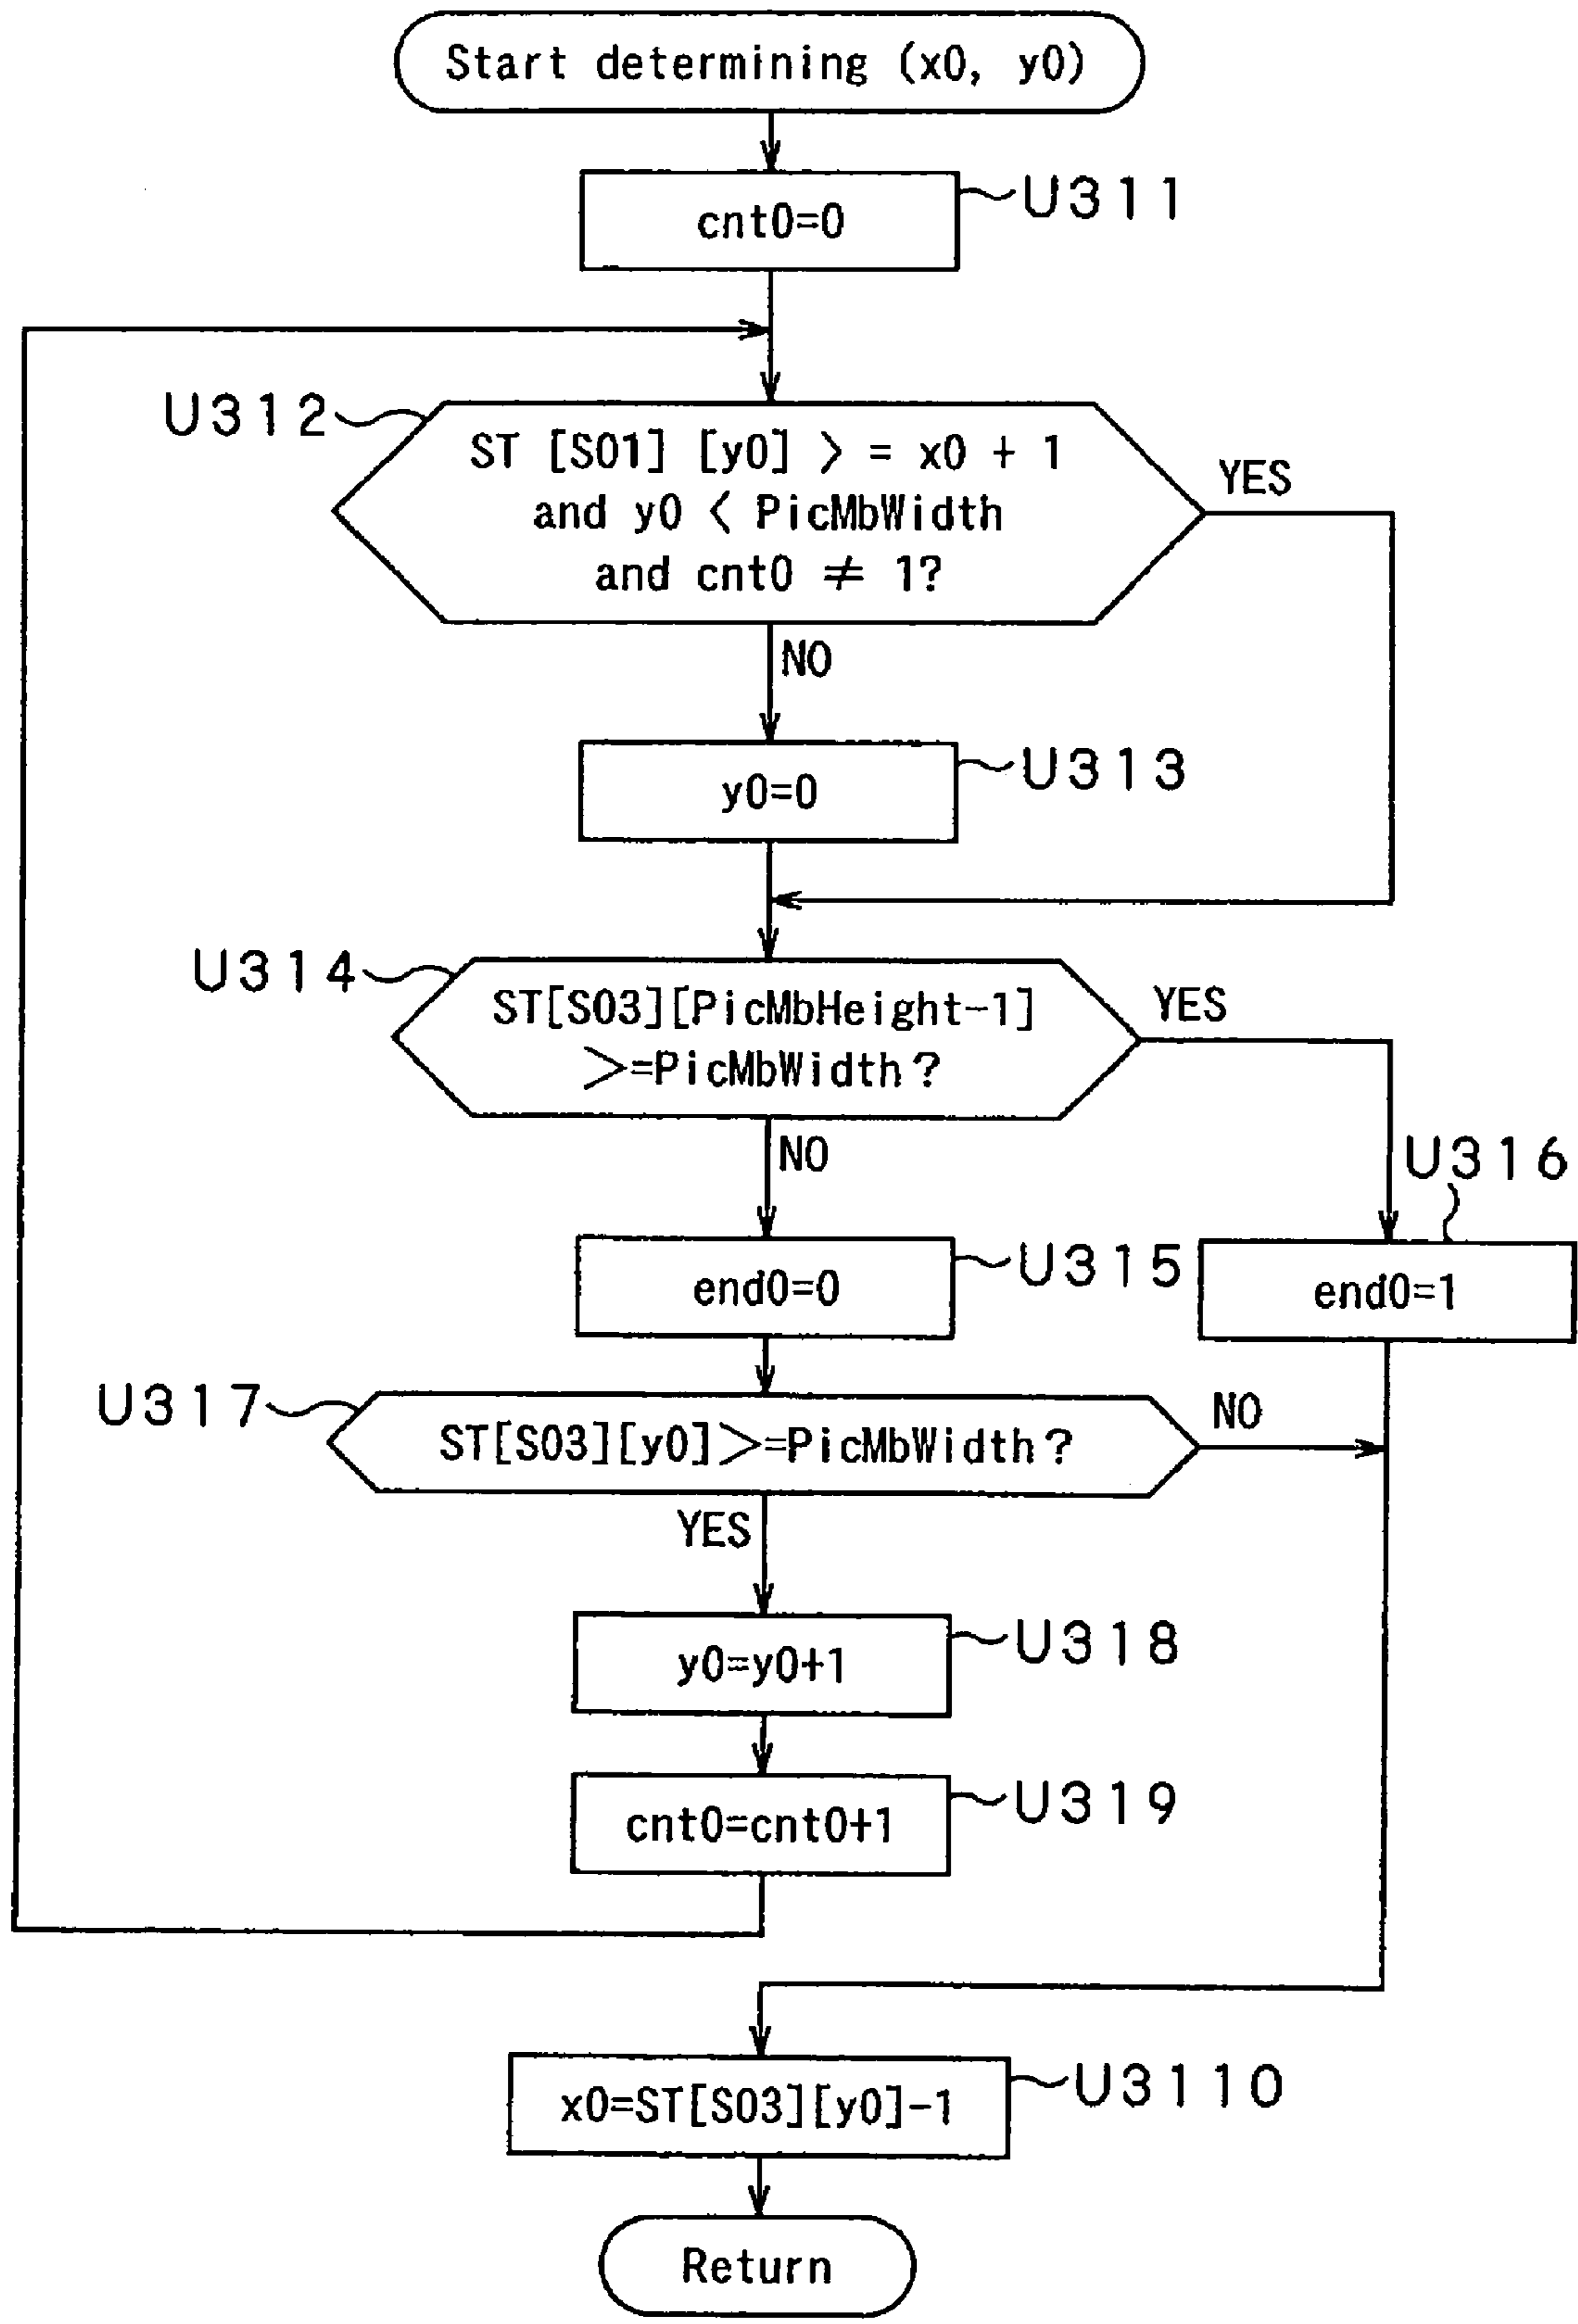 Start determining (x0, y0)
cnt0=0
U311
U312
ST [S01] [y0] > = x0 + 1
and y0 < PicMbWidth
and cnt0 ≠ 1?
YES
NO
y0=0
U313
U314
ST[S03][PicMbHeight-1]
>=PicMbWidth?
YES
NO
U316
end0=0
U315
end0=1
U317
ST[S03][y0]>=PicMbWidth?
NO
YES
y0=y0+1
U318
cnt0=cnt0+1
U319
x0=ST[S03][y0]-1
U3110
Return